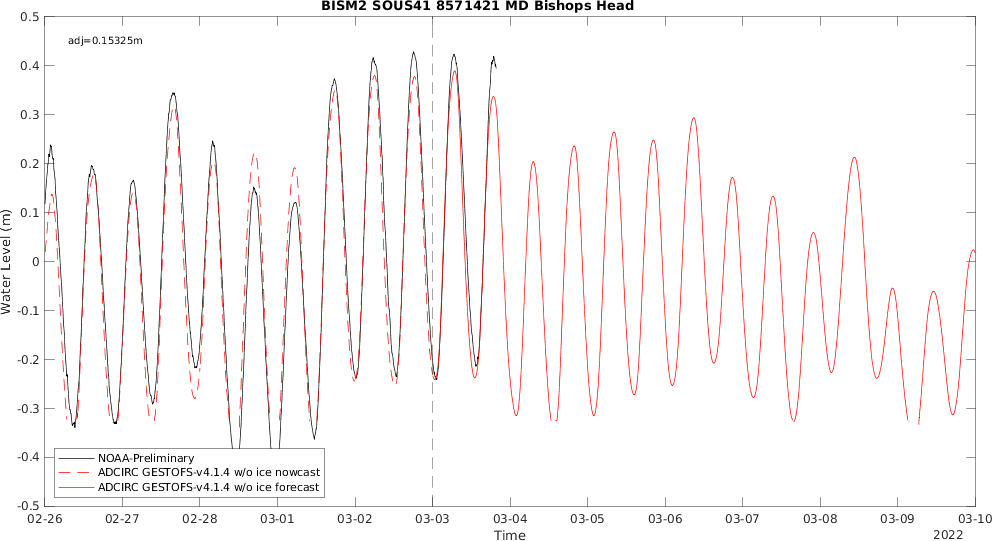 BISM2 SOUS41 8571421 MD Bishops Head
adj=0.15325m
0.5
0.4
0.3
0.2
0.1
0
-0.1
-0.2
-0.3
-0.4
-0.5
Water Level (m)
NOAA-Preliminary
ADCIRC GESTOFS-v4.1.4 w/o ice nowcast
ADCIRC GESTOFS-v4.1.4 w/o ice forecast
02-26 02-27 02-28 03-01 03-02 03-03 03-04 03-05 03-06 03-07 03-08 03-09 03-10
Time
2022